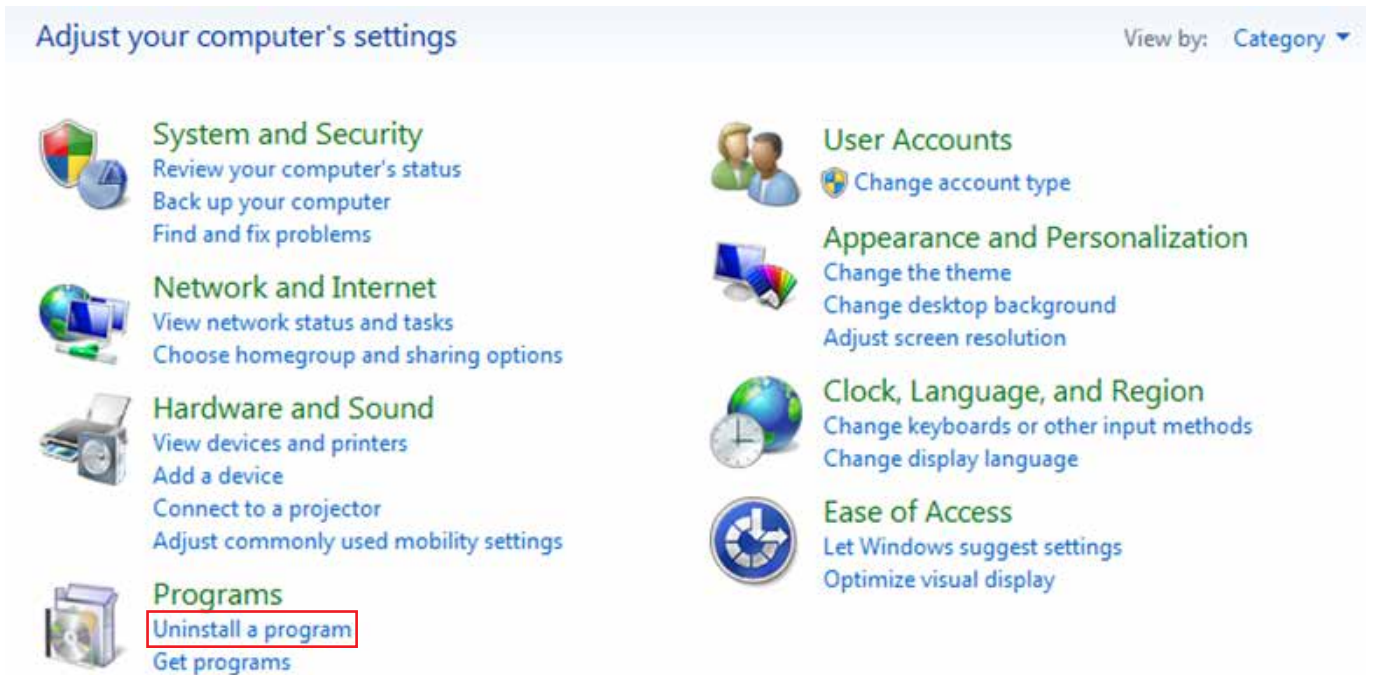 Adjust your computer's settings
View by: Category
System and Security
Review your computer's status
Back up your computer
Find and fix problems
Network and Internet
View network status and tasks
Choose homegroup and sharing options
Hardware and Sound
View devices and printers
Add a device
Connect to a projector
Adjust commonly used mobility settings
Programs
Uninstall a program
Get programs
User Accounts
Change account type
Appearance and Personalization
Change the theme
Change desktop background
Adjust screen resolution
Clock, Language, and Region
Change keyboards or other input methods
Change display language
Ease of Access
Let Windows suggest settings
Optimize visual display